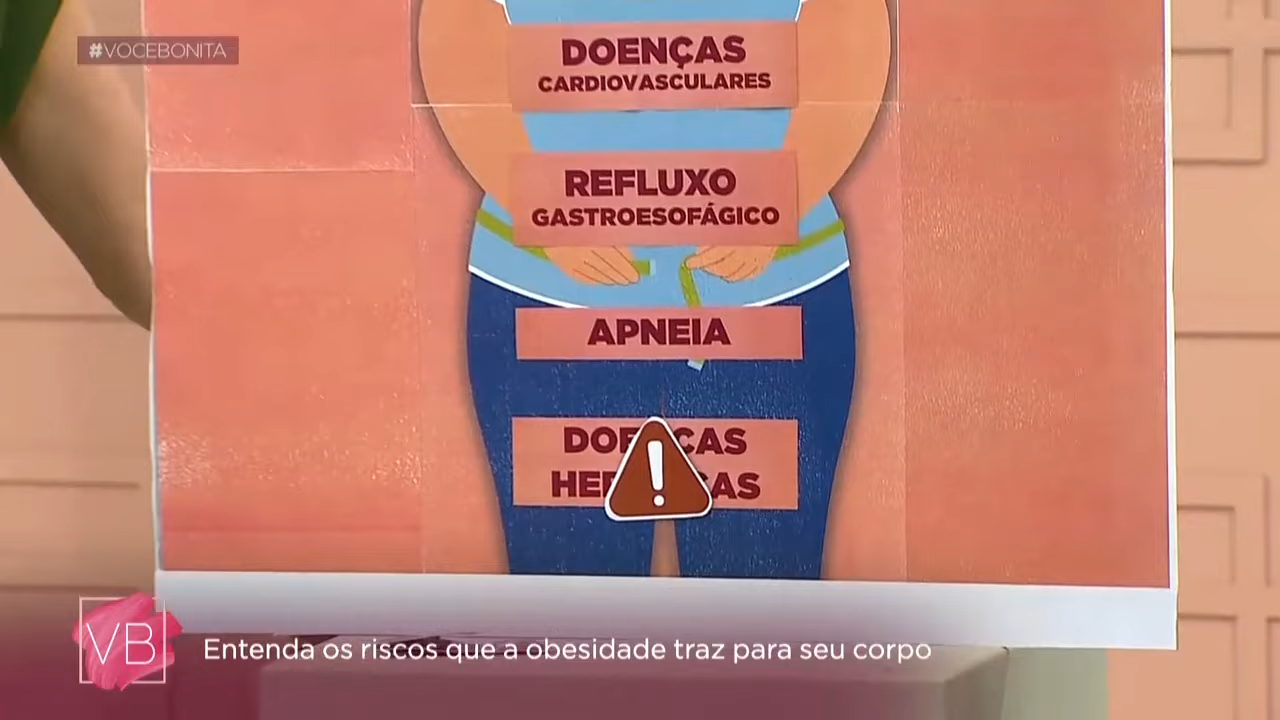 #VOCEBONITA
DOENÇAS
CARDIOVASCULARES
REFLUXO
GASTROESOFÁGICO
APNEIA
VB
Entenda os riscos que a obesidade traz para seu corpo